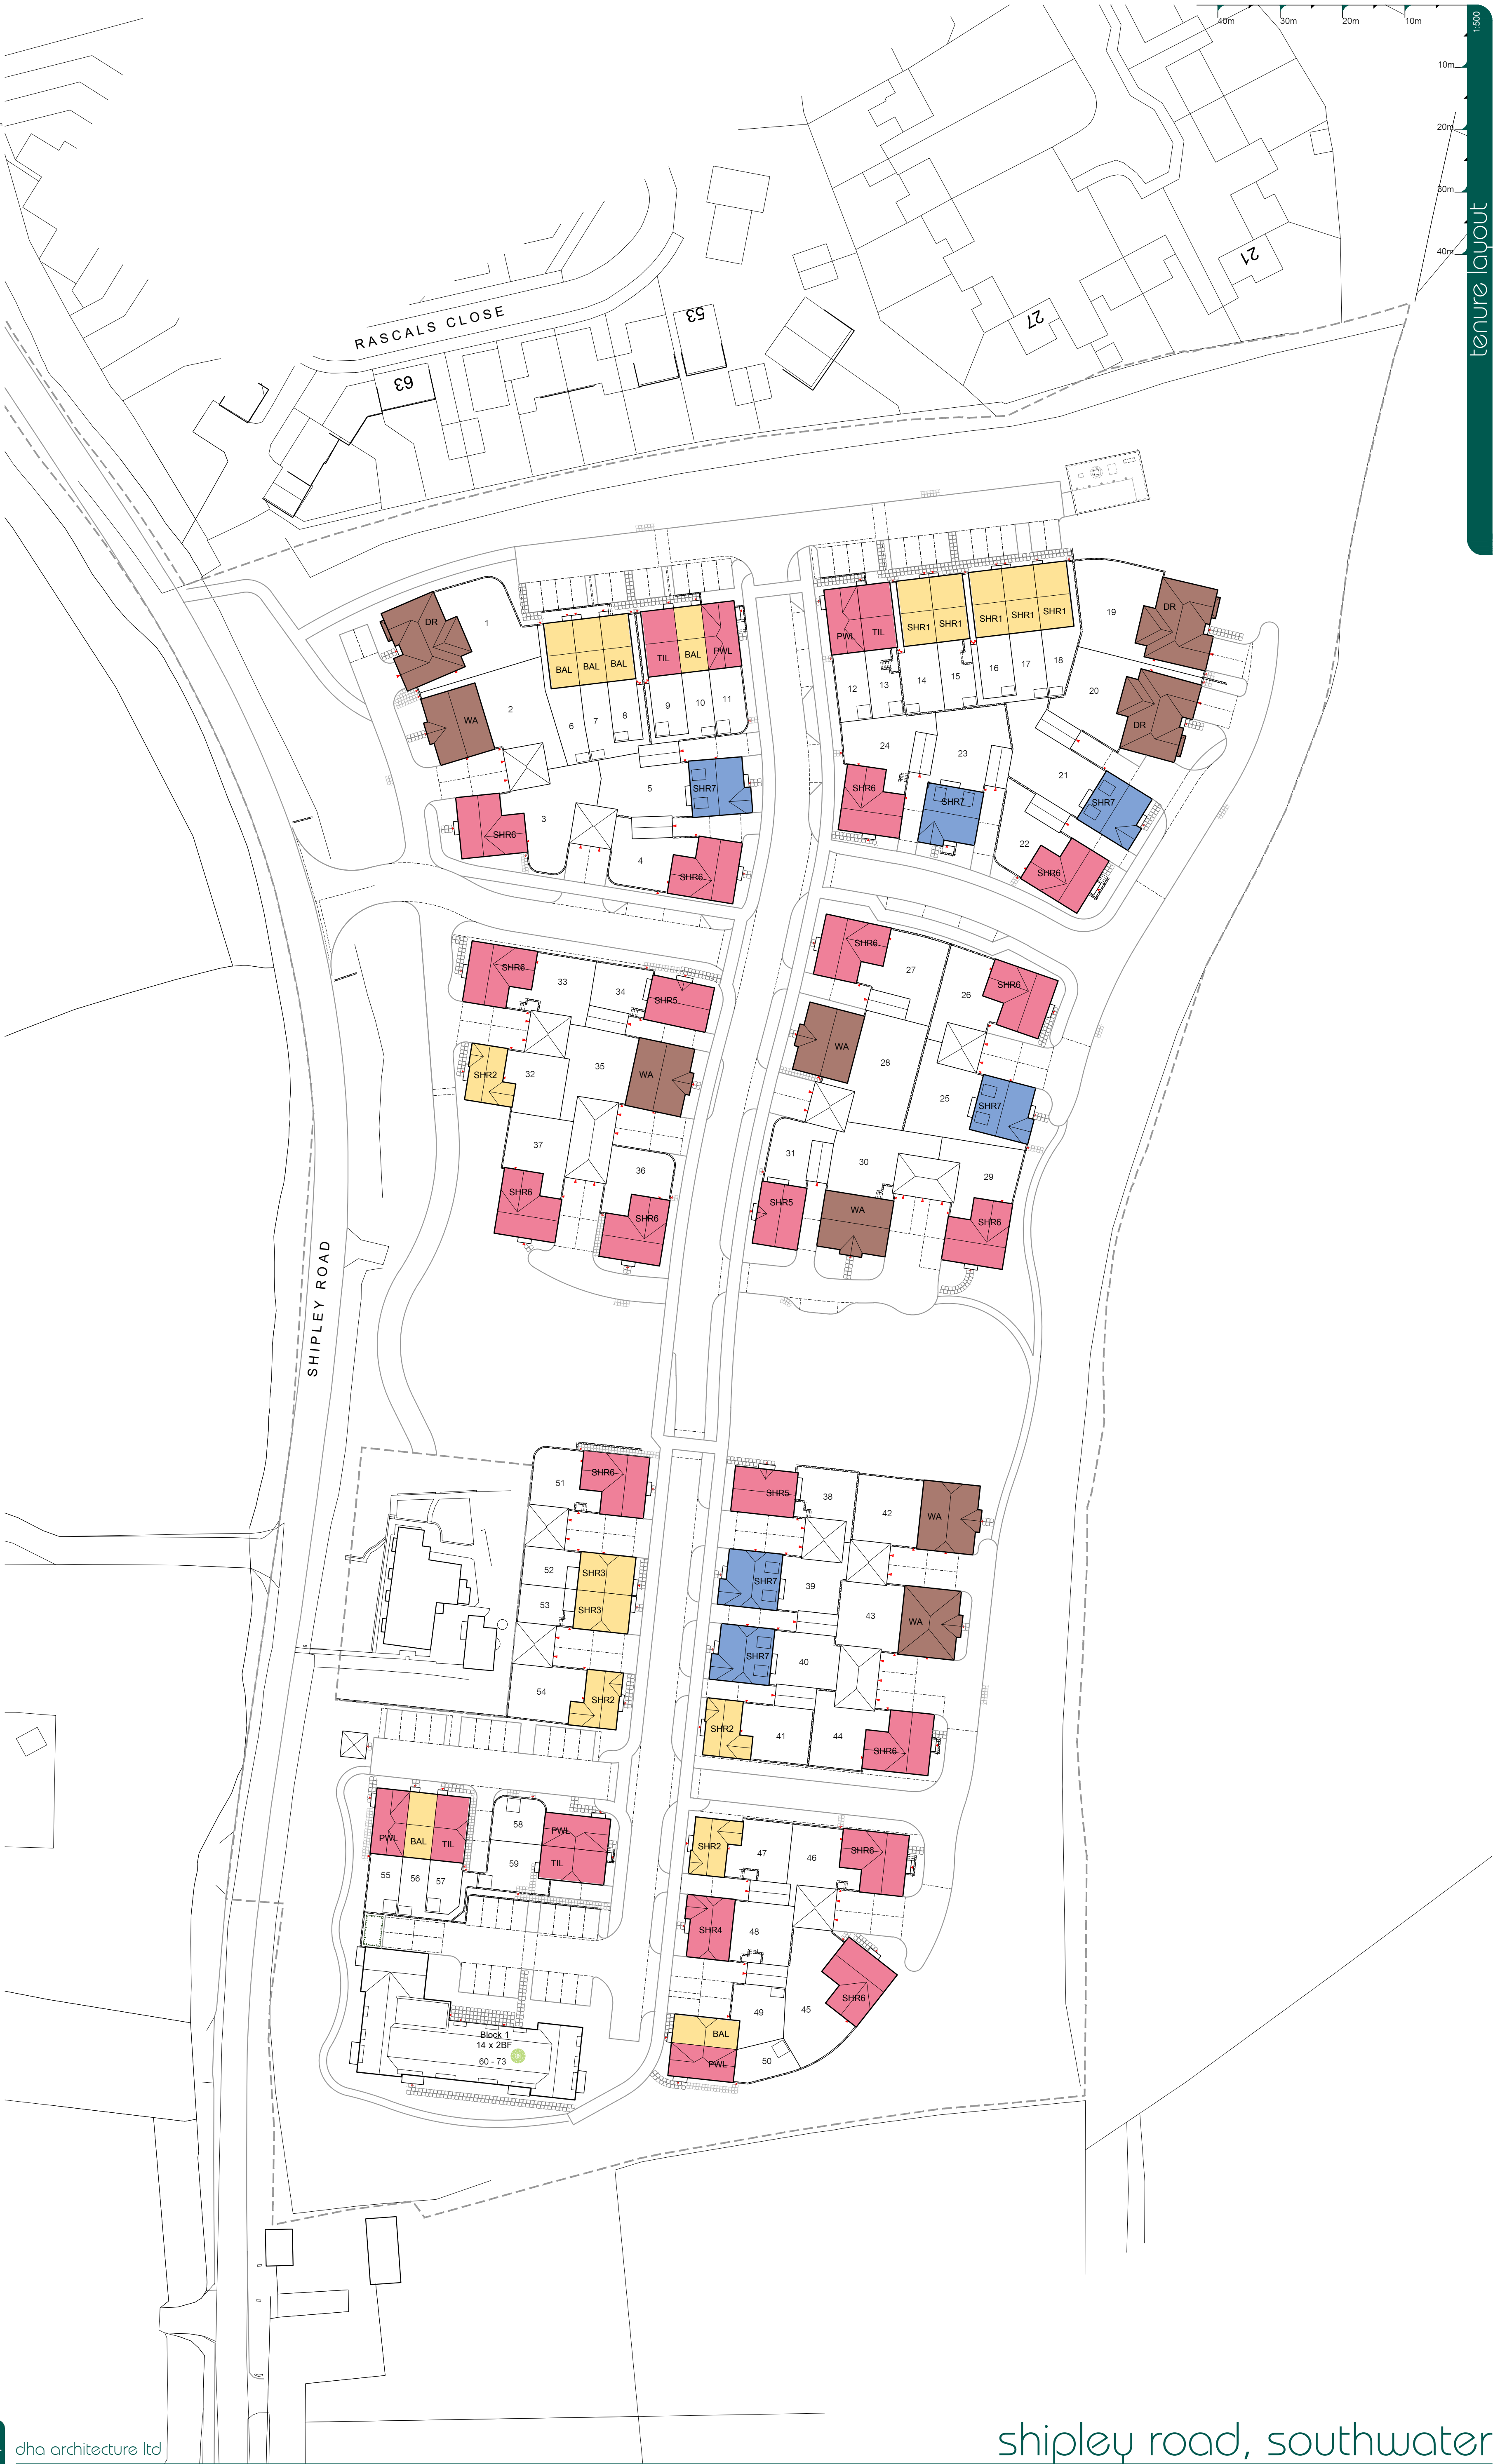 40m 30m 20m 10m
1:500
10m
20m
30m
40m
tenure layout
21
27
53
RASCALS CLOSE
63
DR
1
WA
2
BAL BAL BAL
TIL BAL PWL
6 7 8 9 10 11
PWL TIL
SHR1 SHR1
SHR1 SHR1 SHR1
12 13 14 15 16 17 18
19
DR
20
DR
5
SHR7
3
SHR6
4
SHR6
24
SHR6
23
SHR7
21
SHR7
22
SHR6
SHR6
33
34
SHR5
SHR2
32
35
WA
37
SHR6
36
SHR6
SHR6
27
26
SHR6
WA
28
25
SHR7
31
SHR5
30
WA
29
SHR6
SHIPLEY ROAD
51
SHR6
52
SHR3
53
SHR3
54
SHR2
SHR5
38
42
WA
SHR7
39
43
WA
SHR7
40
SHR2
41
44
SHR6
PWL BAL TIL
55 56 57
58
PWL
59
TIL
SHR2
47
46
SHR6
SHR4
48
49
45
SHR6
BAL
PWL
50
Block 1
14 x 2BF
60 - 73
dha architecture ltd
shipley road, southwater